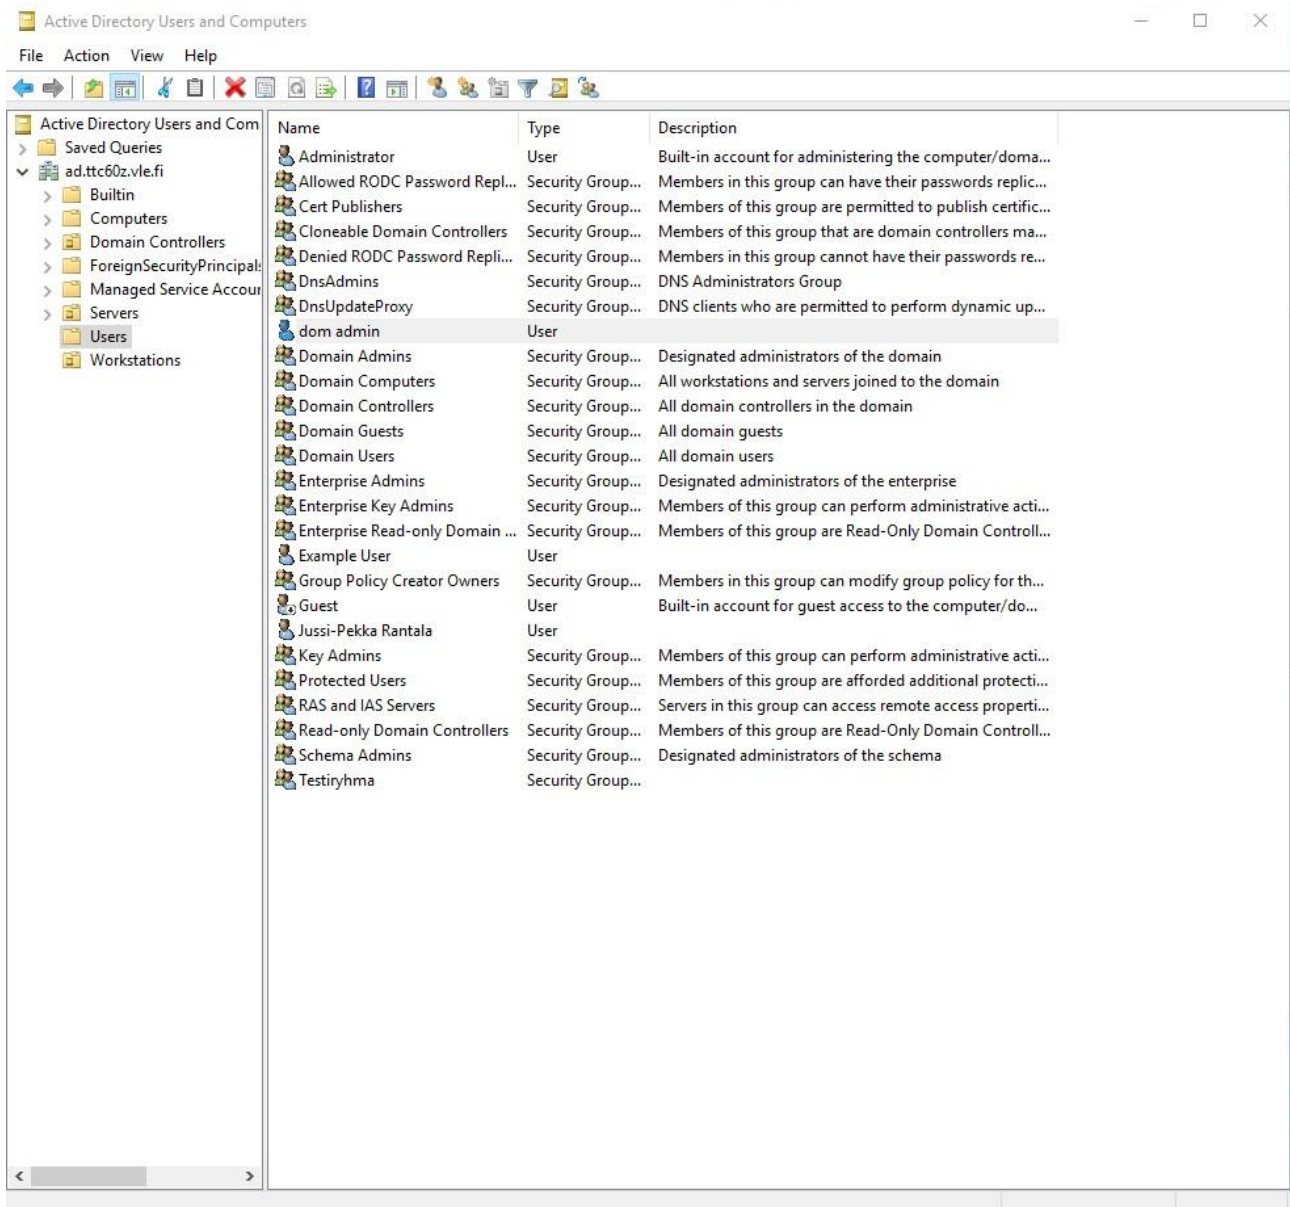 Active Directory Users and Computers
File Action View Help
Active Directory Users and Com
Saved Queries
ad.ttc60z.vle.fi
Builtin
Computers
Domain Controllers
ForeignSecurityPrincipals
Managed Service Accour
Servers
Users
Workstations
Name Type Description
Administrator User Built-in account for administering the computer/doma...
Allowed RODC Password Repl... Security Group... Members in this group can have their passwords replic...
Cert Publishers Security Group... Members of this group are permitted to publish certific...
Cloneable Domain Controllers Security Group... Members of this group that are domain controllers ma...
Denied RODC Password Repli... Security Group... Members in this group cannot have their passwords re...
DnsAdmins Security Group... DNS Administrators Group
DnsUpdateProxy Security Group... DNS clients who are permitted to perform dynamic up...
dom admin User
Domain Admins Security Group... Designated administrators of the domain
Domain Computers Security Group... All workstations and servers joined to the domain
Domain Controllers Security Group... All domain controllers in the domain
Domain Guests Security Group... All domain guests
Domain Users Security Group... All domain users
Enterprise Admins Security Group... Designated administrators of the enterprise
Enterprise Key Admins Security Group... Members of this group can perform administrative acti...
Enterprise Read-only Domain ... Security Group... Members of this group are Read-Only Domain Controll...
Example User User
Group Policy Creator Owners Security Group... Members in this group can modify group policy for th...
Guest User Built-in account for guest access to the computer/do...
Jussi-Pekka Rantala User
Key Admins Security Group... Members of this group can perform administrative acti...
Protected Users Security Group... Members of this group are afforded additional protecti...
RAS and IAS Servers Security Group... Servers in this group can access remote access properti...
Read-only Domain Controllers Security Group... Members of this group are Read-Only Domain Controll...
Schema Admins Security Group... Designated administrators of the schema
Testiryhma Security Group...